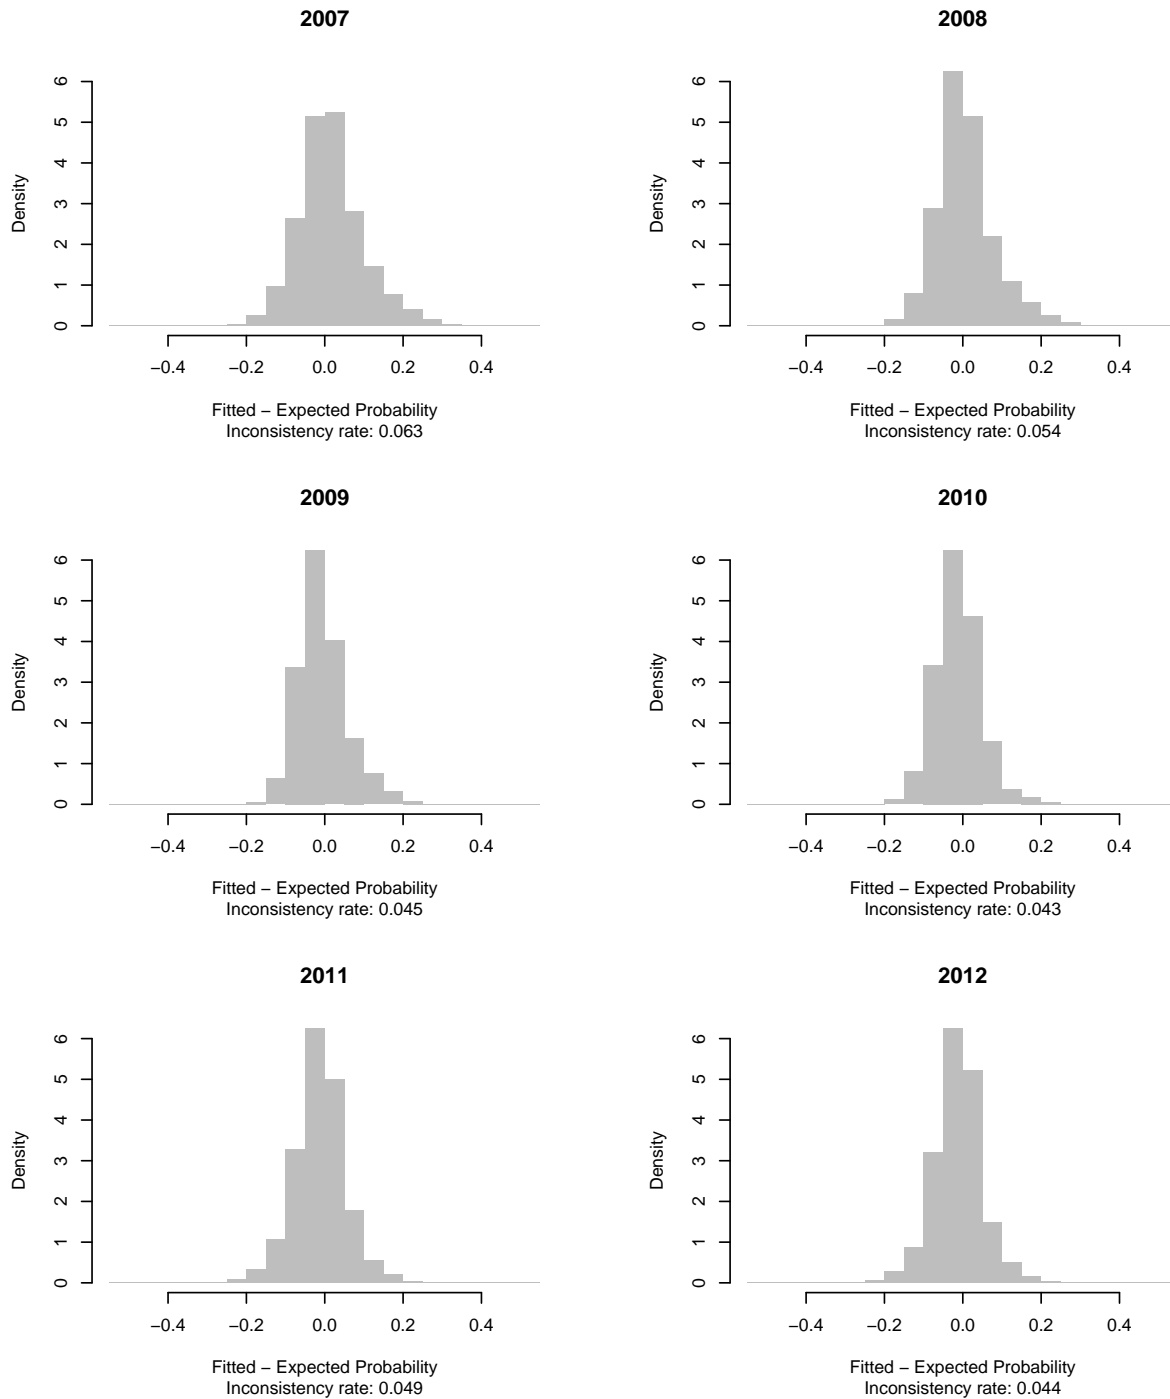 2007
Density
0 1 2 3 4 5 6
−0.4 −0.2 0.0 0.2 0.4
Fitted − Expected Probability
Inconsistency rate: 0.063
2008
Density
0 1 2 3 4 5 6
−0.4 −0.2 0.0 0.2 0.4
Fitted − Expected Probability
Inconsistency rate: 0.054
2009
Density
0 1 2 3 4 5 6
−0.4 −0.2 0.0 0.2 0.4
Fitted − Expected Probability
Inconsistency rate: 0.045
2010
Density
0 1 2 3 4 5 6
−0.4 −0.2 0.0 0.2 0.4
Fitted − Expected Probability
Inconsistency rate: 0.043
2011
Density
0 1 2 3 4 5 6
−0.4 −0.2 0.0 0.2 0.4
Fitted − Expected Probability
Inconsistency rate: 0.049
2012
Density
0 1 2 3 4 5 6
−0.4 −0.2 0.0 0.2 0.4
Fitted − Expected Probability
Inconsistency rate: 0.044